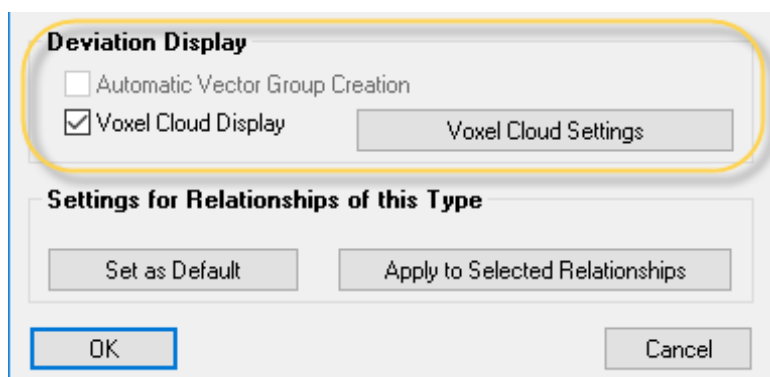 Deviation Display
Automatic Vector Group Creation
Voxel Cloud Display
Voxel Cloud Settings
Settings for Relationships of this Type
Set as Default
Apply to Selected Relationships
OK
Cancel